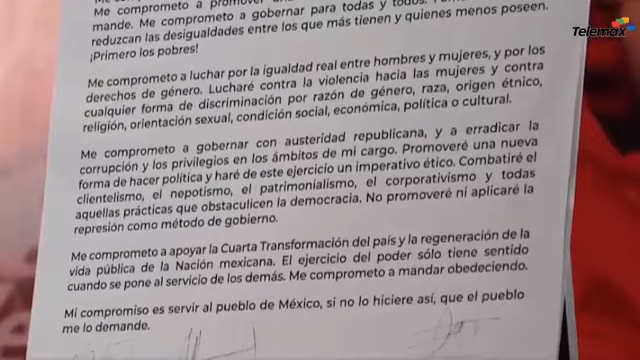 Me comprometo a promover una
mande. Me comprometo a gobernar para todas y todos.
reduzcan las desigualdades entre los que más tienen y quienes menos poseen.
¡Primero los pobres!
Me comprometo a luchar por la igualdad real entre hombres y mujeres, y por los
derechos de género. Lucharé contra la violencia hacia las mujeres y contra
cualquier forma de discriminación por razón de género, raza, origen étnico,
religión, orientación sexual, condición social, económica, política o cultural.
Me comprometo a gobernar con austeridad republicana, y a erradicar la
corrupción y los privilegios en los ámbitos de mi cargo. Promoveré una nueva
forma de hacer política y haré de este ejercicio un imperativo ético. Combatiré el
clientelismo, el nepotismo, el patrimonialismo, el corporativismo y todas
aquellas prácticas que obstaculicen la democracia. No promoveré ni aplicaré la
represión como método de gobierno.
Me comprometo a apoyar la Cuarta Transformación del país y la regeneración de la
vida pública de la Nación mexicana. El ejercicio del poder sólo tiene sentido
cuando se pone al servicio de los demás. Me comprometo a mandar obedeciendo.
Mi compromiso es servir al pueblo de México, si no lo hiciere así, que el pueblo
me lo demande.
Telemax